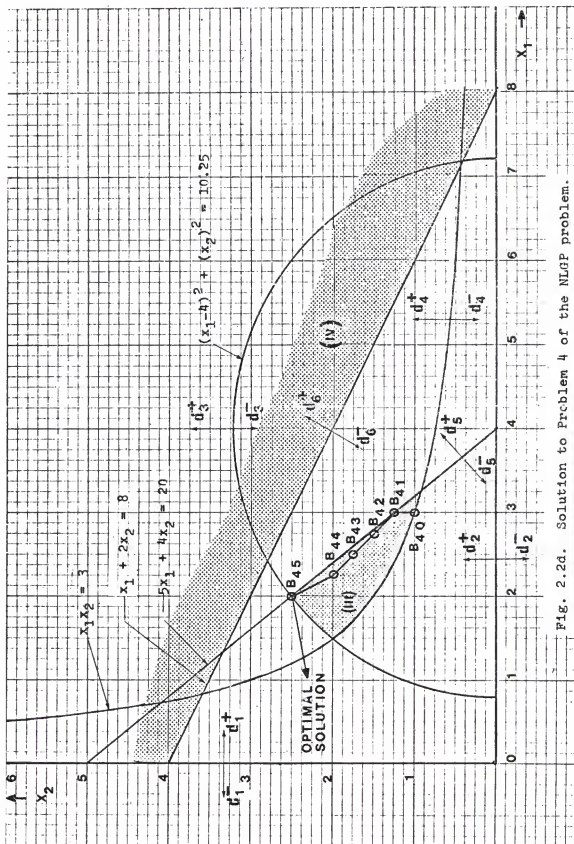 X₂
6
5
4
3
2
1
0
1
2
3
4
5
6
7
8
X₁
x₁x₂ = 3
x₁ + 2x₂ = 8
5x₁ + 4x₂ = 20
(x₁-4)² + (x₂)² = 10.25
d₁⁻
d₁⁺
d₂⁺
d₂⁻
d₃⁺
d₃⁻
d₄⁺
d₄⁻
d₅⁺
d₅⁻
d₆⁺
d₆⁻
(IV)
(III)
B₄₅
B₄₄
B₄₃
B₄₂
B₄₁
B₄₀
OPTIMAL
SOLUTION
Fig. 2.2d. Solution to Problem 4 of the NLGP problem.